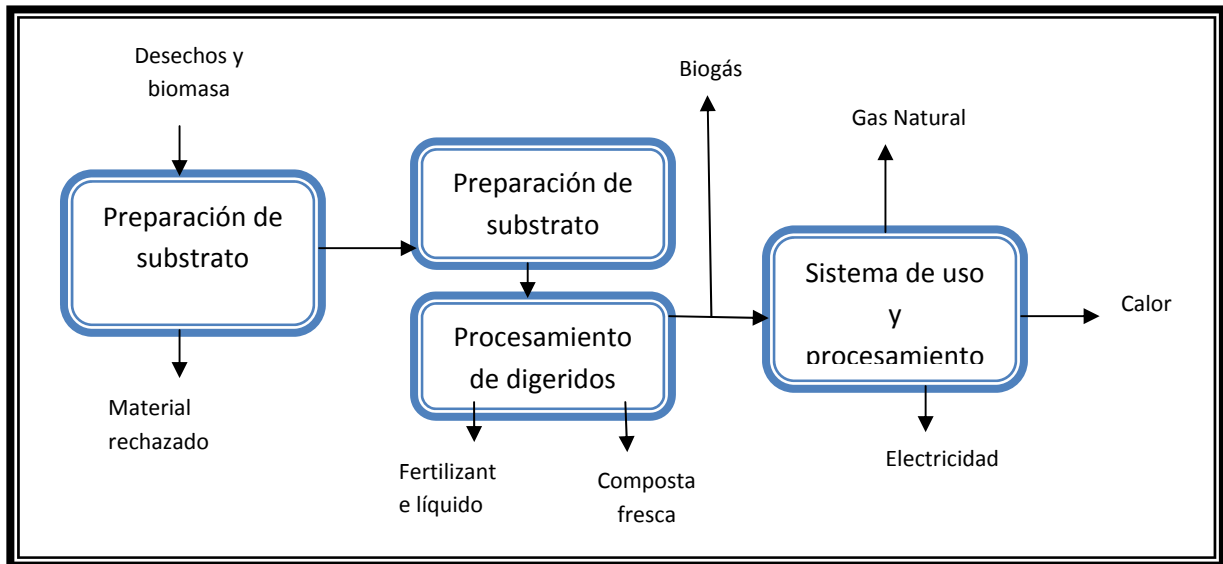 Desechos y
biomasa
Preparación de
substrato
Material
rechazado
Preparación de
substrato
Procesamiento
de digeridos
Fertilizant
e líquido
Composta
fresca
Biogás
Gas Natural
Sistema de uso
y
procesamiento
Calor
Electricidad